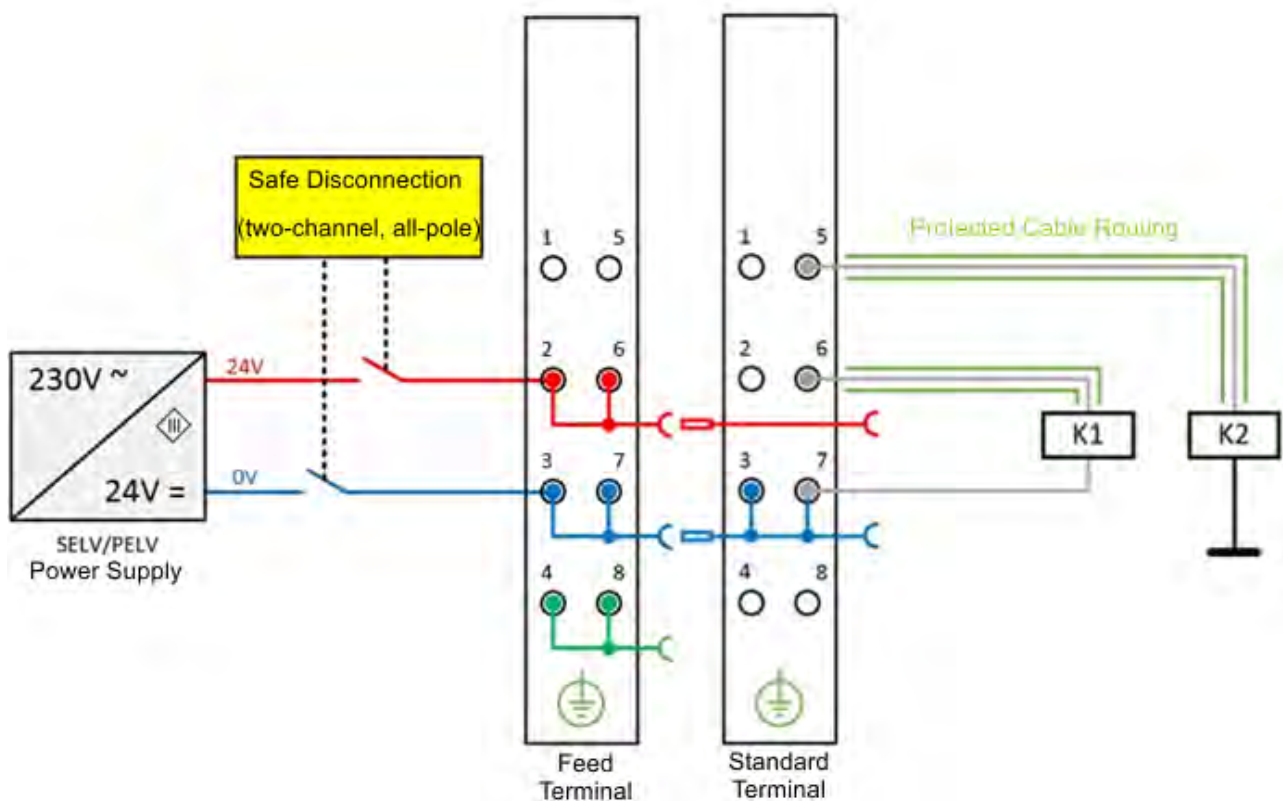 Safe Disconnection
(two-channel, all-pole)
1 5
1 5
Protected Cable Routing
230V ~
24V
2 6
2 6
III
K1
K2
24V =
0V
3 7
3 7
SELV/PELV
Power Supply
4 8
4 8
Feed
Terminal
Standard
Terminal